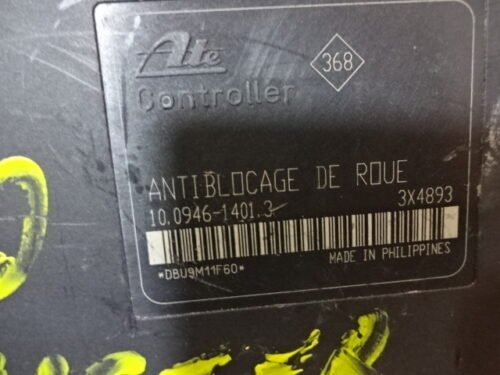 Ate 368
Controller
ANTIBLOCAGE DE ROUE
10.0946-1401.3 3X4893
*DBU9M11F60* MADE IN PHILIPPINES